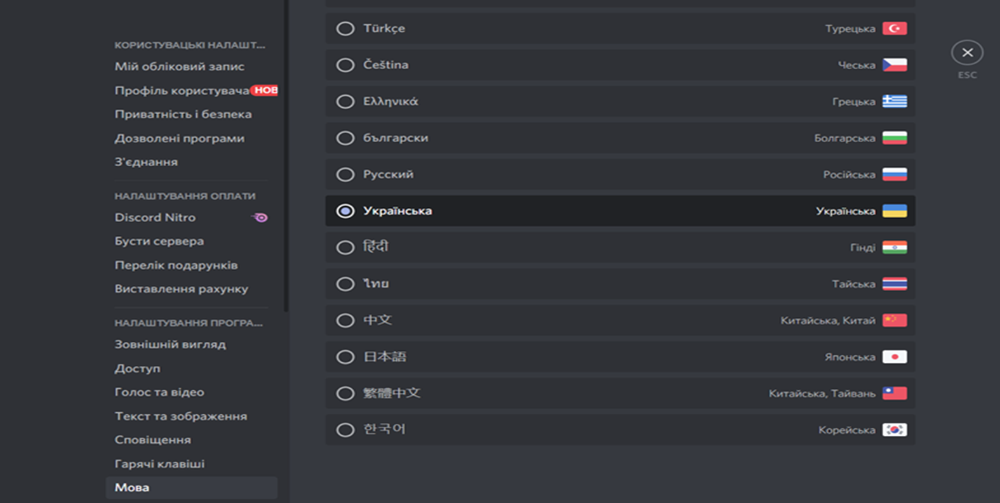 КОРИСТУВАЦЬКІ НАЛАШТ...
Мій обліковий запис
Профіль користувача НОВ
Приватність і безпека
Дозволені програми
З'єднання
НАЛАШТУВАННЯ ОПЛАТИ
Discord Nitro
Бусти сервера
Перелік подарунків
Виставлення рахунку
НАЛАШТУВАННЯ ПРОГРА...
Зовнішній вигляд
Доступ
Голос та відео
Текст та зображення
Сповіщення
Гарячі клавіші
Мова
Türkçe Турецька
Čeština Чеська
Ελληνικά Грецька
български Болгарська
Русский Російська
Українська Українська
हिंदी Гінді
ไทย Тайська
中文 Китайська, Китай
日本語 Японська
繁體中文 Китайська, Тайвань
한국어 Корейська
ESC